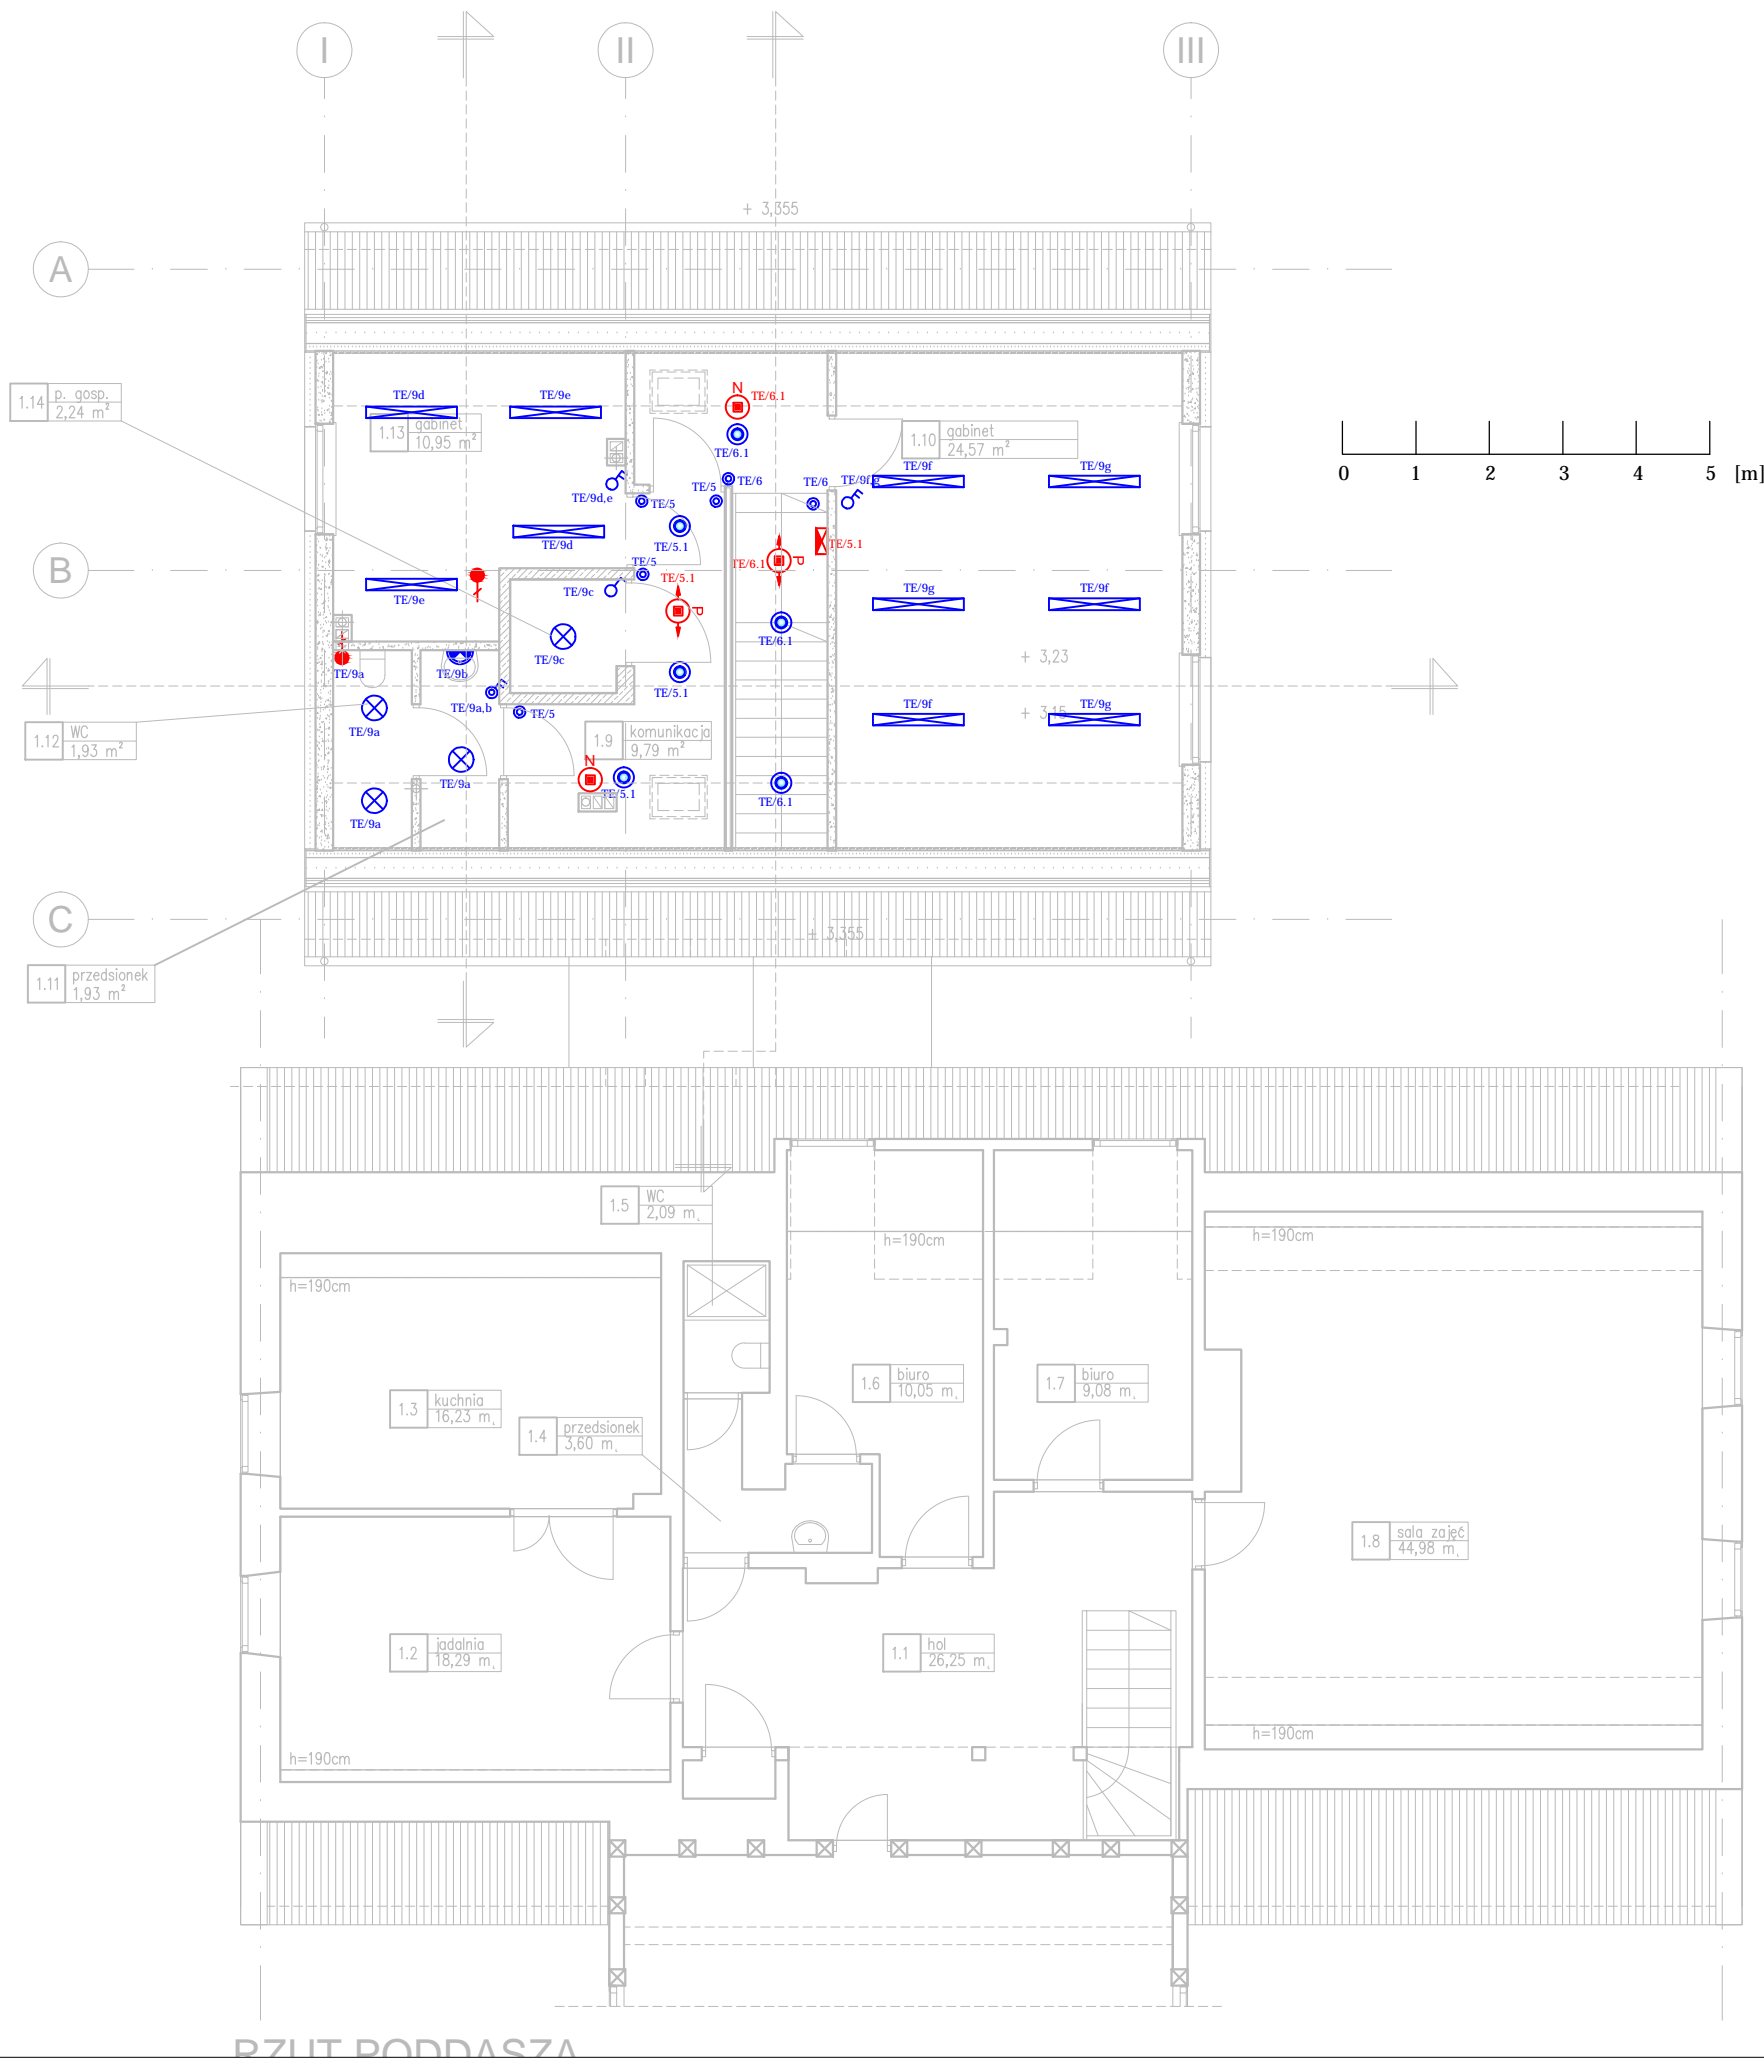 I
II
III
+ 3,355
A
1.14
p. gosp.
2,24 m²
TE/9d
TE/9e
N
TE/6.1
1.13
gabinet
10,95 m²
1.10
gabinet
24,57 m²
TE/6.1
TE/9f
TE/9g
0 1 2 3 4 5 [m]
TE/9d,e
TE/5
TE/5
TE/6
TE/6
TE/9f,g
TE/9d
TE/5.1
TE/5.1
B
TE/6.1
P
TE/5
TE/5.1
TE/9e
TE/9c
P
TE/9g
TE/9f
TE/6.1
TE/9c
+ 3,23
TE/9a
TE/9b
TE/5.1
TE/9a,b
TE/5
TE/9f
+ 3,15
TE/9g
1.12
WC
1,93 m²
TE/9a
1.9
komunikacja
9,79 m²
N
TE/9a
TE/5.1
TE/6.1
TE/9a
C
+ 3,355
1.11
przedsionek
1,93 m²
1.5
WC
2,09 m
h=190cm
h=190cm
h=190cm
1.6
biuro
10,05 m
1.7
biuro
9,08 m
1.3
kuchnia
16,23 m
1.4
przedsionek
3,60 m
1.8
sala zajęć
44,98 m
1.2
jadalnia
18,29 m
1.1
hol
26,25 m
h=190cm
h=190cm
RZUT PODDASZA